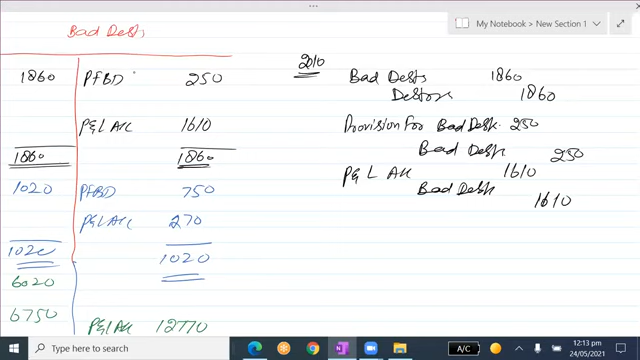 My Notebook > New Section 1
Bad Debts
1860 PFBD 250
P&L A/C 1610
1860 1860
1020 PFBD 750
P&L A/C 270
1020 1020
6020
6750 P&L A/C 12770
2010
Bad Debts 1860
Debtors 1860
Provision For Bad Debts. 250
Bad Debts 250
P&L A/C 1610
Bad Debts 1610
Type here to search
A/C
12:13 pm
24/05/2021